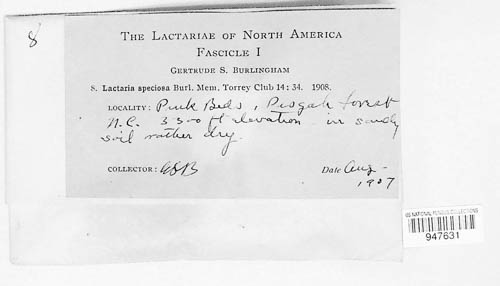 8
THE LACTARIAE OF NORTH AMERICA
FASCICLE I
GERTRUDE S. BURLINGHAM
8. Lactaria speciosa Burl. Mem. Torrey Club 14: 34. 1908.
LOCALITY: Pink Beds, Pisgah forest
N.C. 3300 ft elevation in sandy
soil rather dry.
COLLECTOR: GSB Date Aug-
1907
US NATIONAL FUNGUS COLLECTIONS
947631